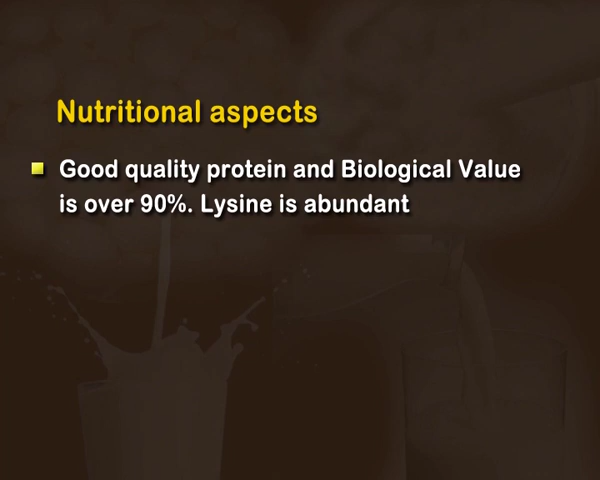 Nutritional aspects
Good quality protein and Biological Value
is over 90%. Lysine is abundant